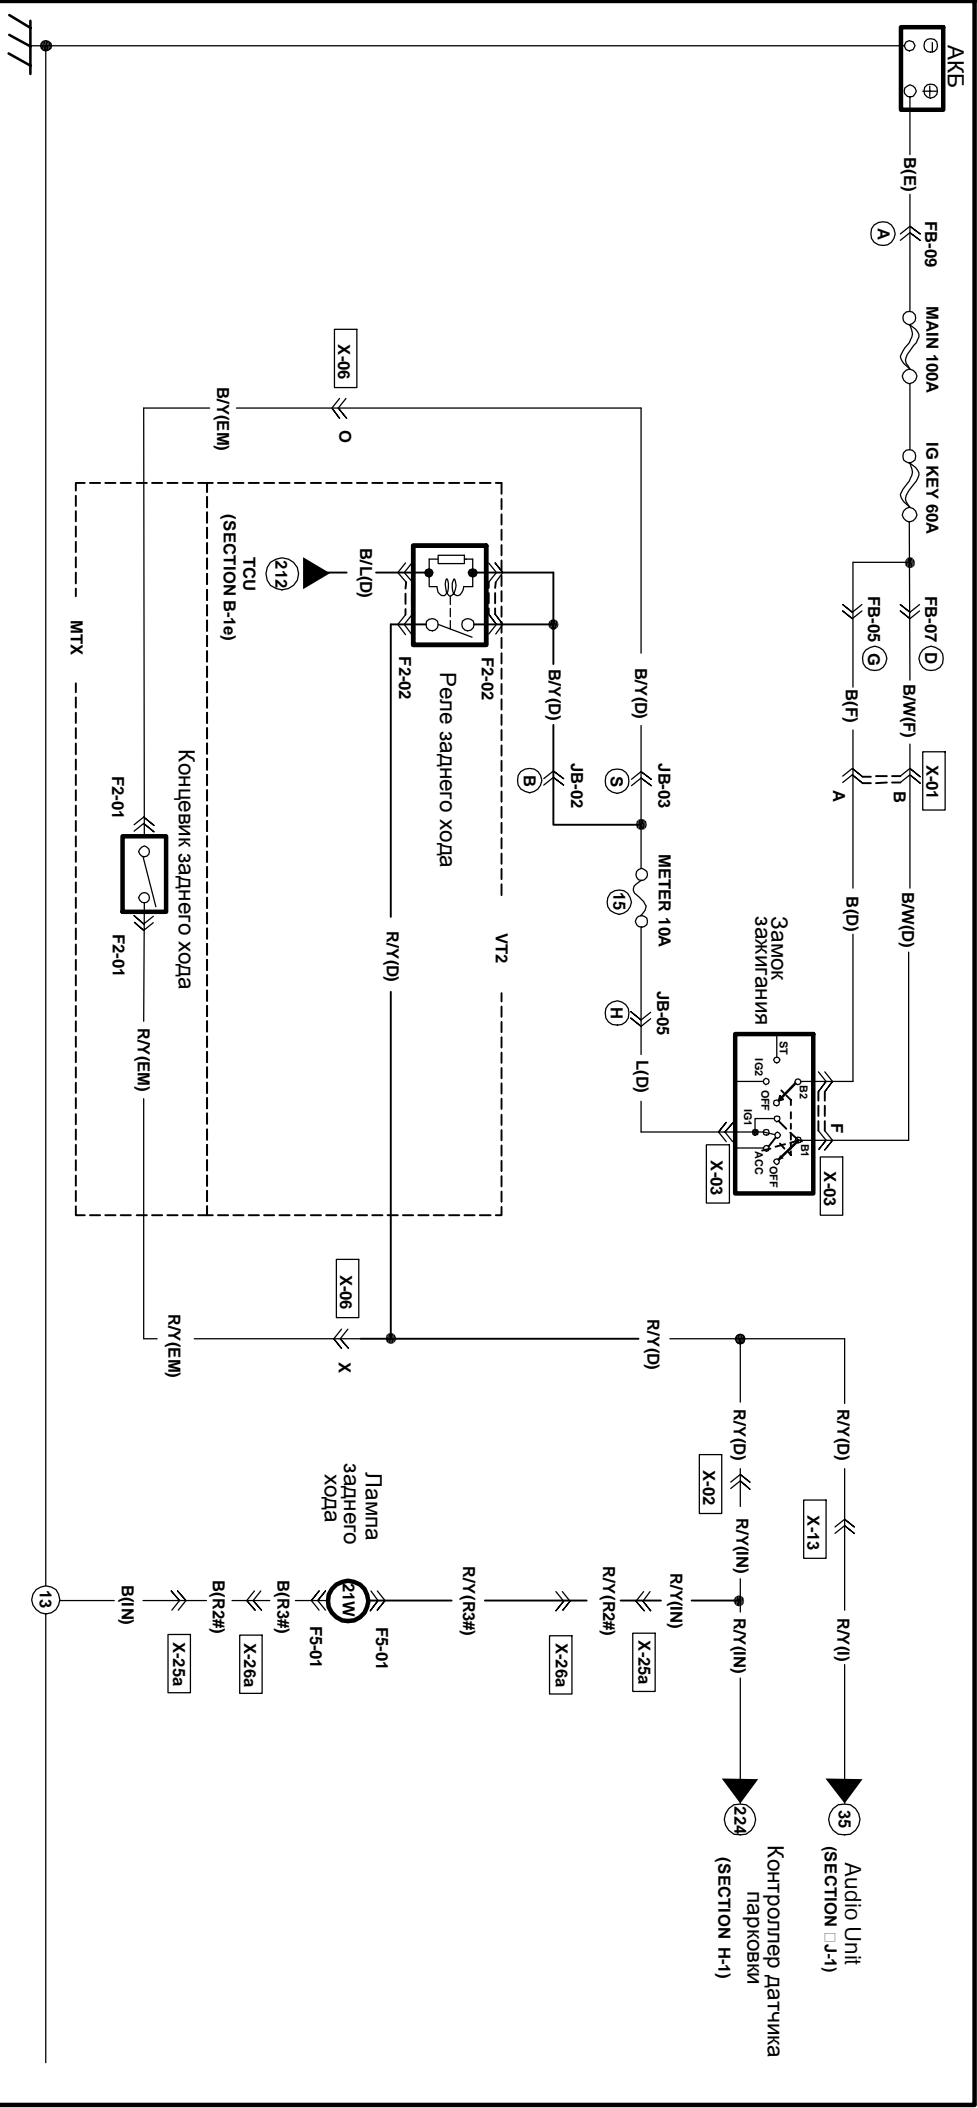 АКБ
B(E)
FB-09
A
MAIN 100A
IG KEY 60A
FB-07
D
FB-05
G
B/W(F)
B(F)
X-01
B
A
B/W(D)
B(D)
Замок
зажигания
ST
IG2
OFF
B2
IG1
ACC
OFF
B1
F
X-03
X-03
L(D)
JB-05
H
METER 10A
15
JB-03
S
JB-02
B
B/Y(D)
B/Y(D)
X-06
O
B/Y(EM)
MTX
VT2
TCU
(SECTION B-1e)
212
B/L(D)
F2-02
F2-02
Реле заднего хода
R/Y(D)
Концевик заднего хода
F2-01
F2-01
R/Y(EM)
R/Y(EM)
X-06
X
R/Y(D)
R/Y(D)
X-13
R/Y(I)
35
Audio Unit
(SECTION □J-1)
R/Y(D)
X-02
R/Y(IN)
R/Y(IN)
224
Контроллер датчика
парковки
(SECTION H-1)
R/Y(IN)
X-25a
R/Y(R2#)
X-26a
R/Y(R3#)
Лампа
заднего
хода
21W
F5-01
F5-01
B(R3#)
X-26a
B(R2#)
X-25a
B(IN)
13